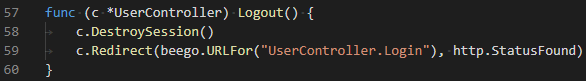 57 func (c *UserController) Logout() {
58 c.DestroySession()
59 c.Redirect(beego.URLFor("UserController.Login"), http.StatusFound)
60 }